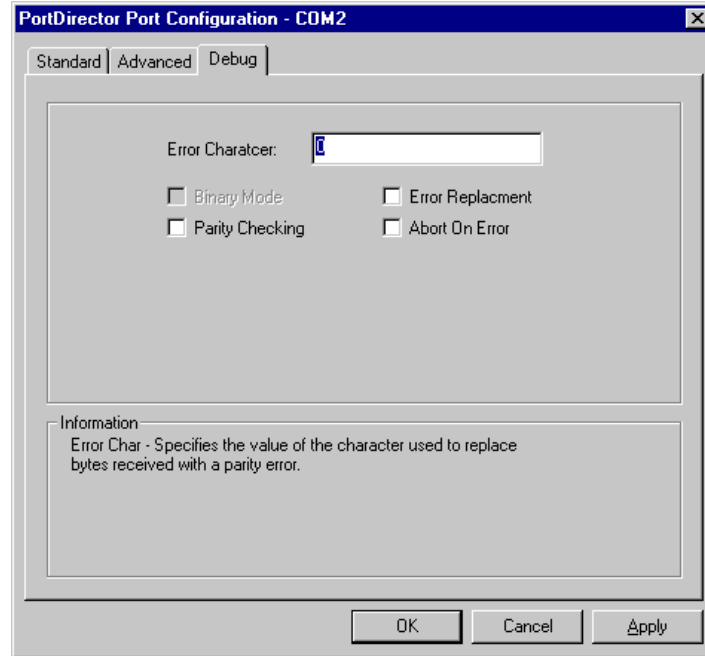 PortDirector Port Configuration - COM2
Standard Advanced Debug
Error Charatcer: 0
Binary Mode Error Replacment
Parity Checking Abort On Error
Information
Error Char - Specifies the value of the character used to replace
bytes received with a parity error.
OK Cancel Apply